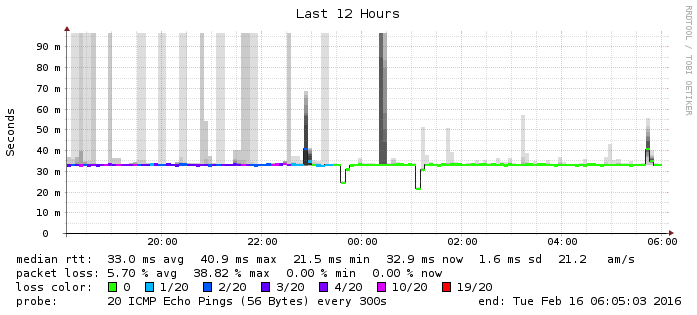 Last 12 Hours
RRDTOOL / TOBI OETIKER
Seconds
90 m
80 m
70 m
60 m
50 m
40 m
30 m
20 m
10 m
0
20:00 22:00 00:00 02:00 04:00 06:00
median rtt: 33.0 ms avg 40.9 ms max 21.5 ms min 32.9 ms now 1.6 ms sd 21.2 am/s
packet loss: 5.70 % avg 38.82 % max 0.00 % min 0.00 % now
loss color: 0 1/20 2/20 3/20 4/20 10/20 19/20
probe: 20 ICMP Echo Pings (56 Bytes) every 300s end: Tue Feb 16 06:05:03 2016